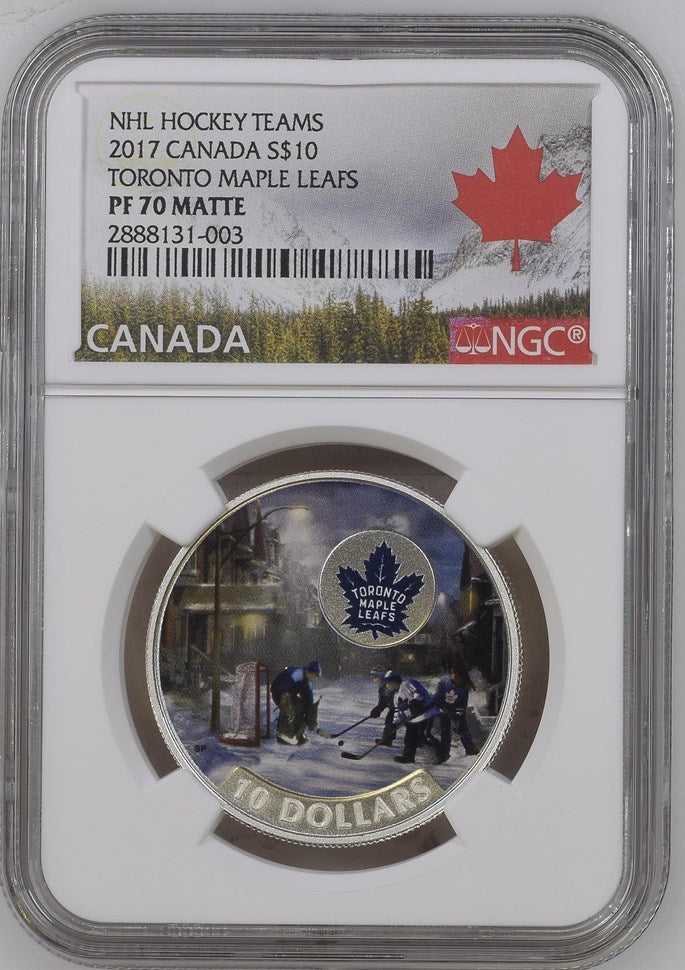 NHL HOCKEY TEAMS
2017 CANADA S$10
TORONTO MAPLE LEAFS
PF 70 MATTE
2888131-003
CANADA
NGC®
TORONTO
MAPLE
LEAFS
SP
10 DOLLARS